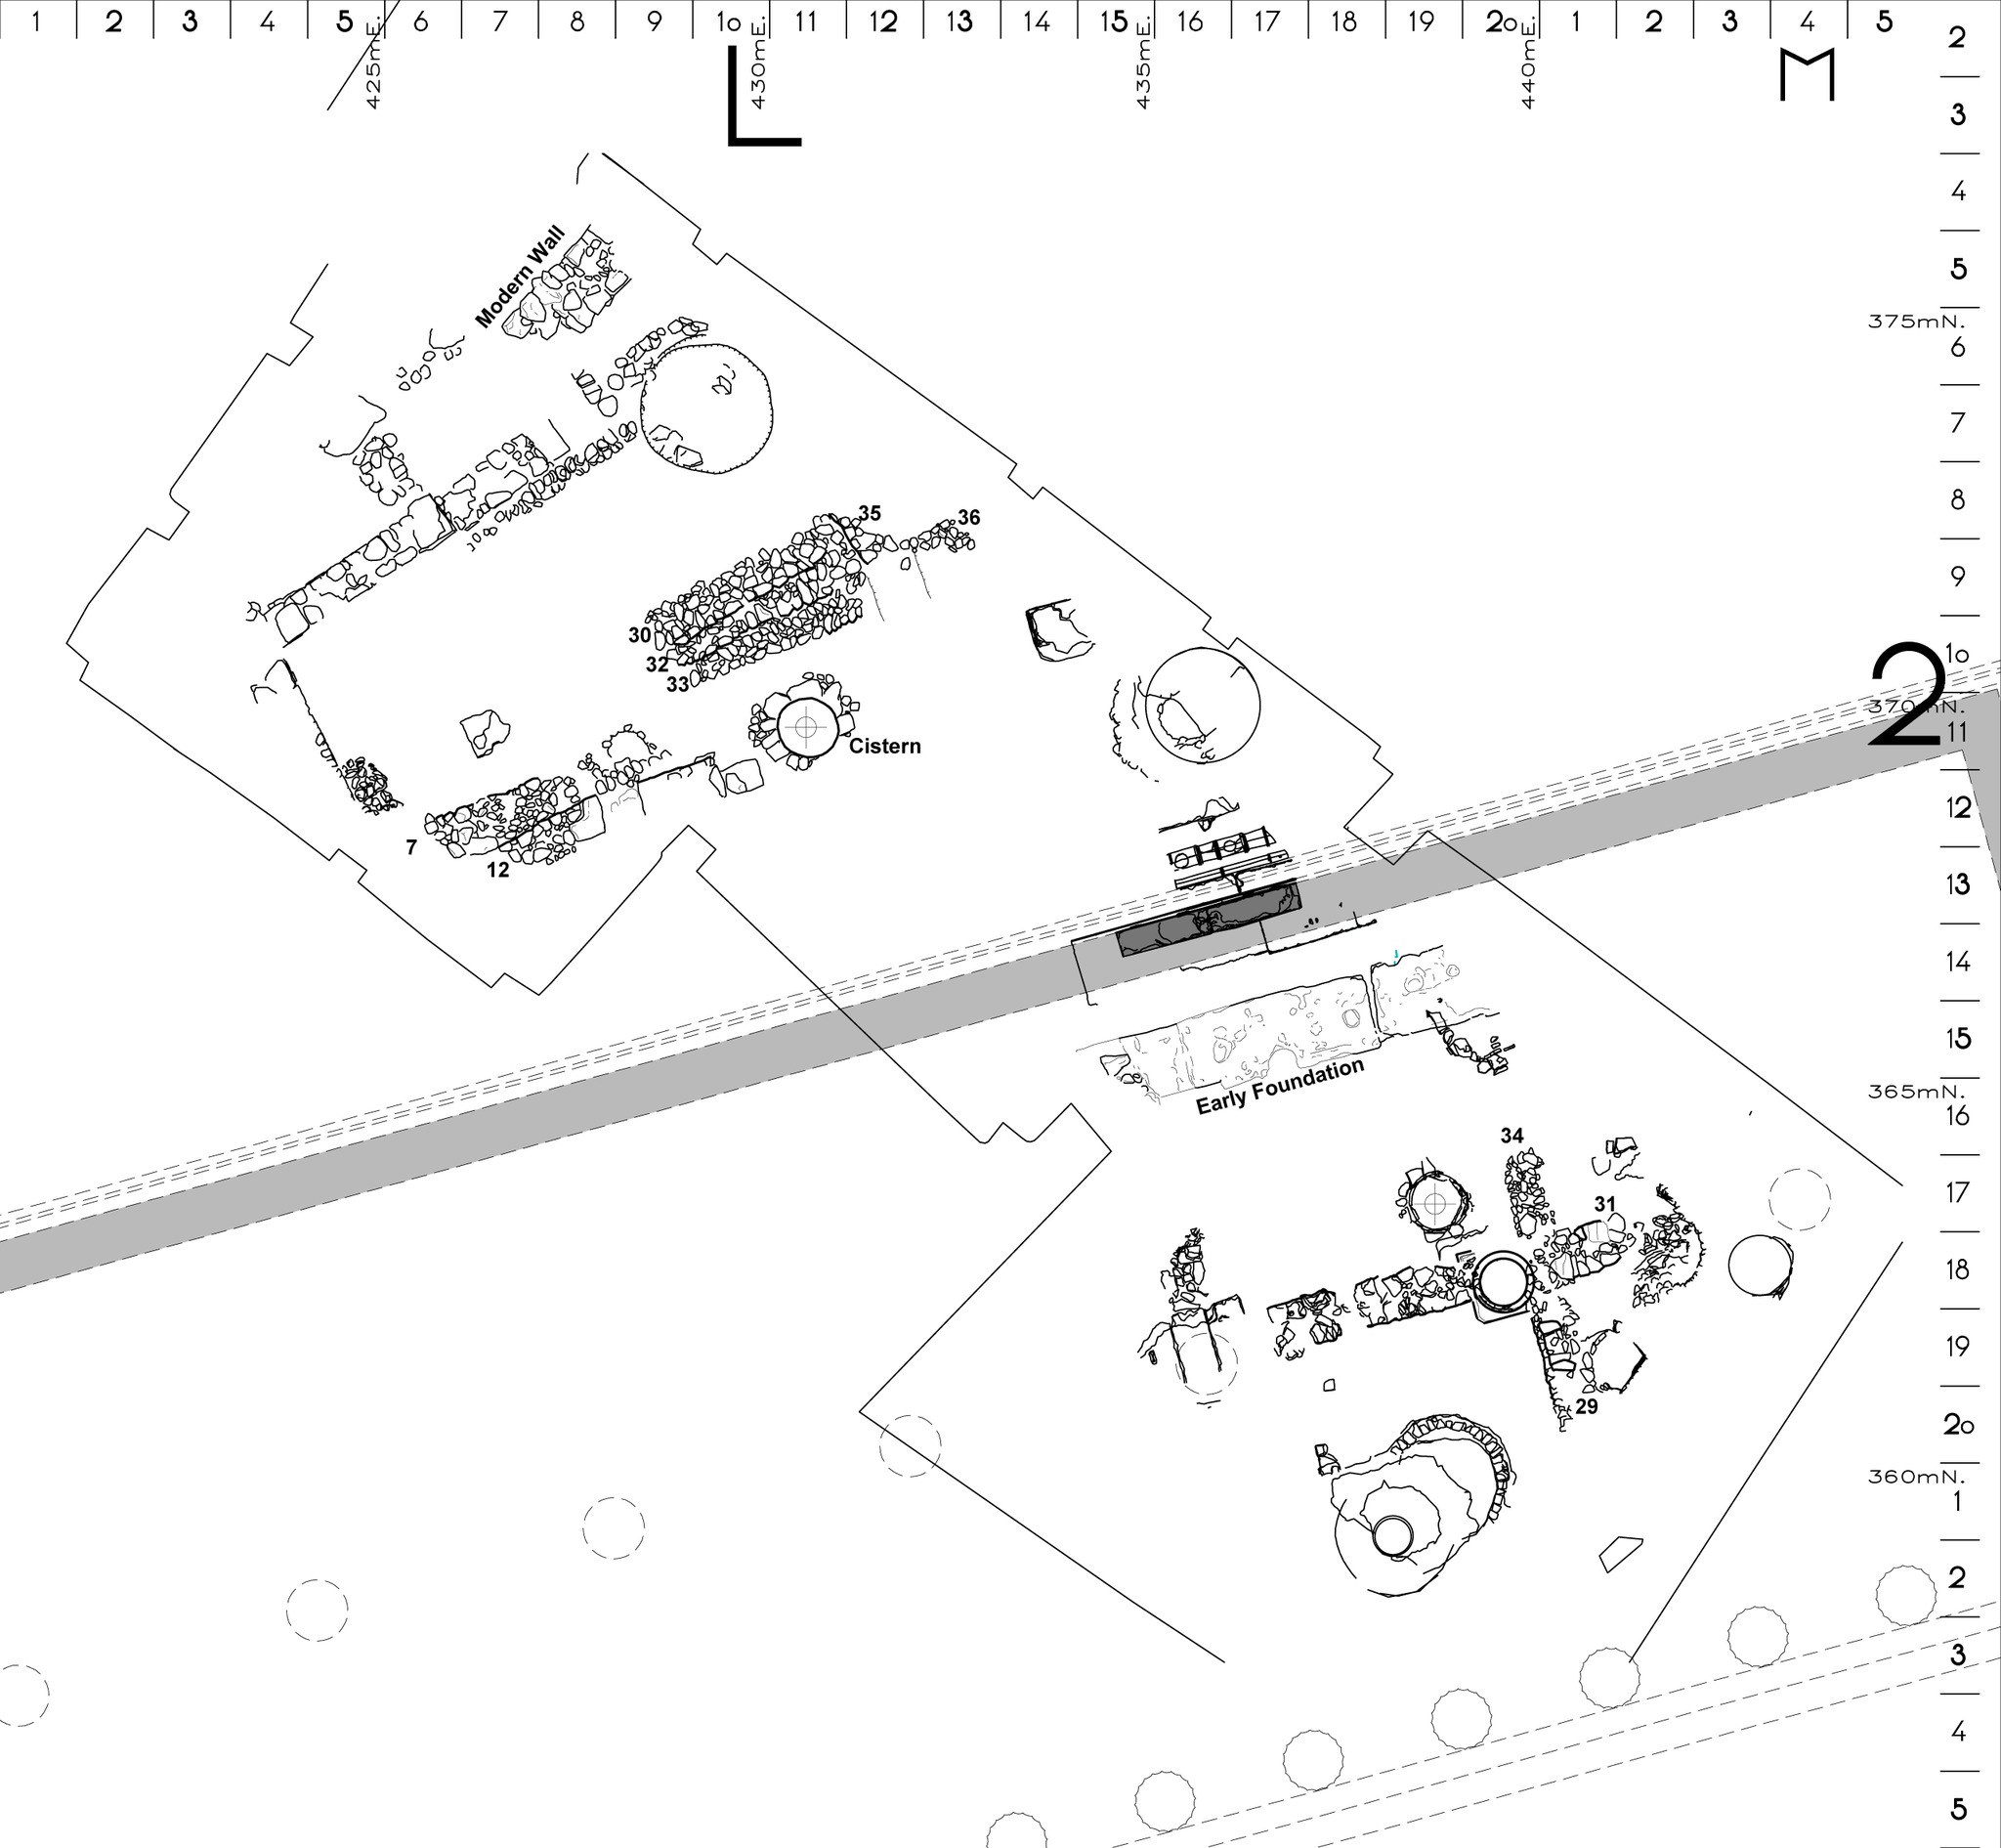 1 2 3 4 5 6 7 8 9 10 11 12 13 14 15 16 17 18 19 20 1 2 3 4 5
425mE.
430mE.
435mE.
440mE.
L
M
2
3
4
5
375mN.
6
7
8
9
10
2
370mN.
11
12
13
14
15
365mN.
16
17
18
19
20
360mN.
1
2
3
4
5
Modern Wall
35
36
30
32
33
Cistern
7
12
Early Foundation
34
31
29